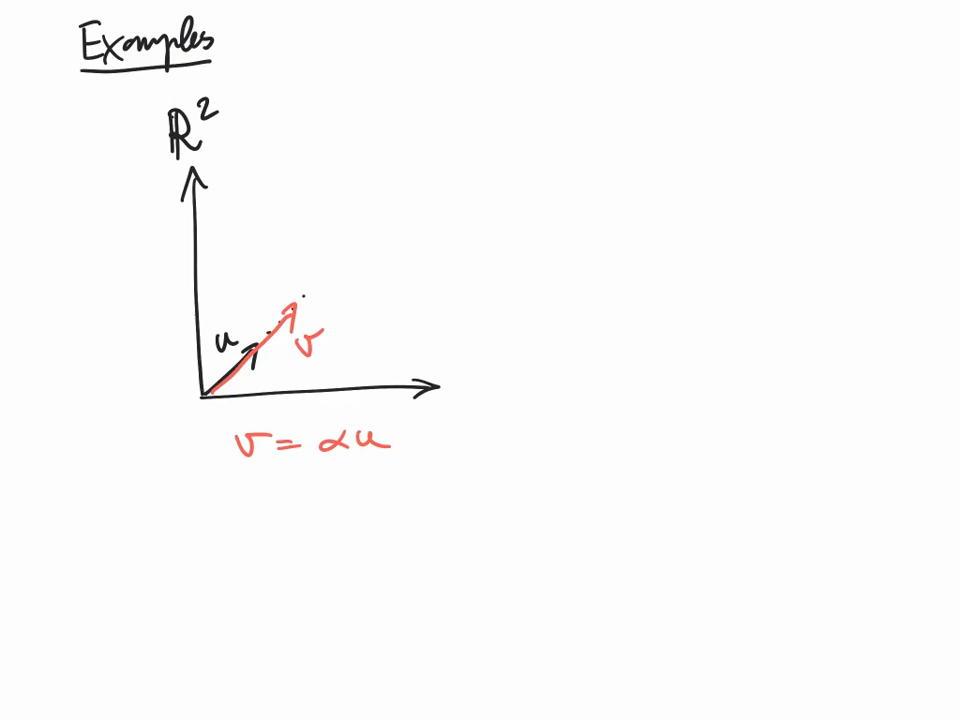 Examples
ℝ²
u
v
v = αu